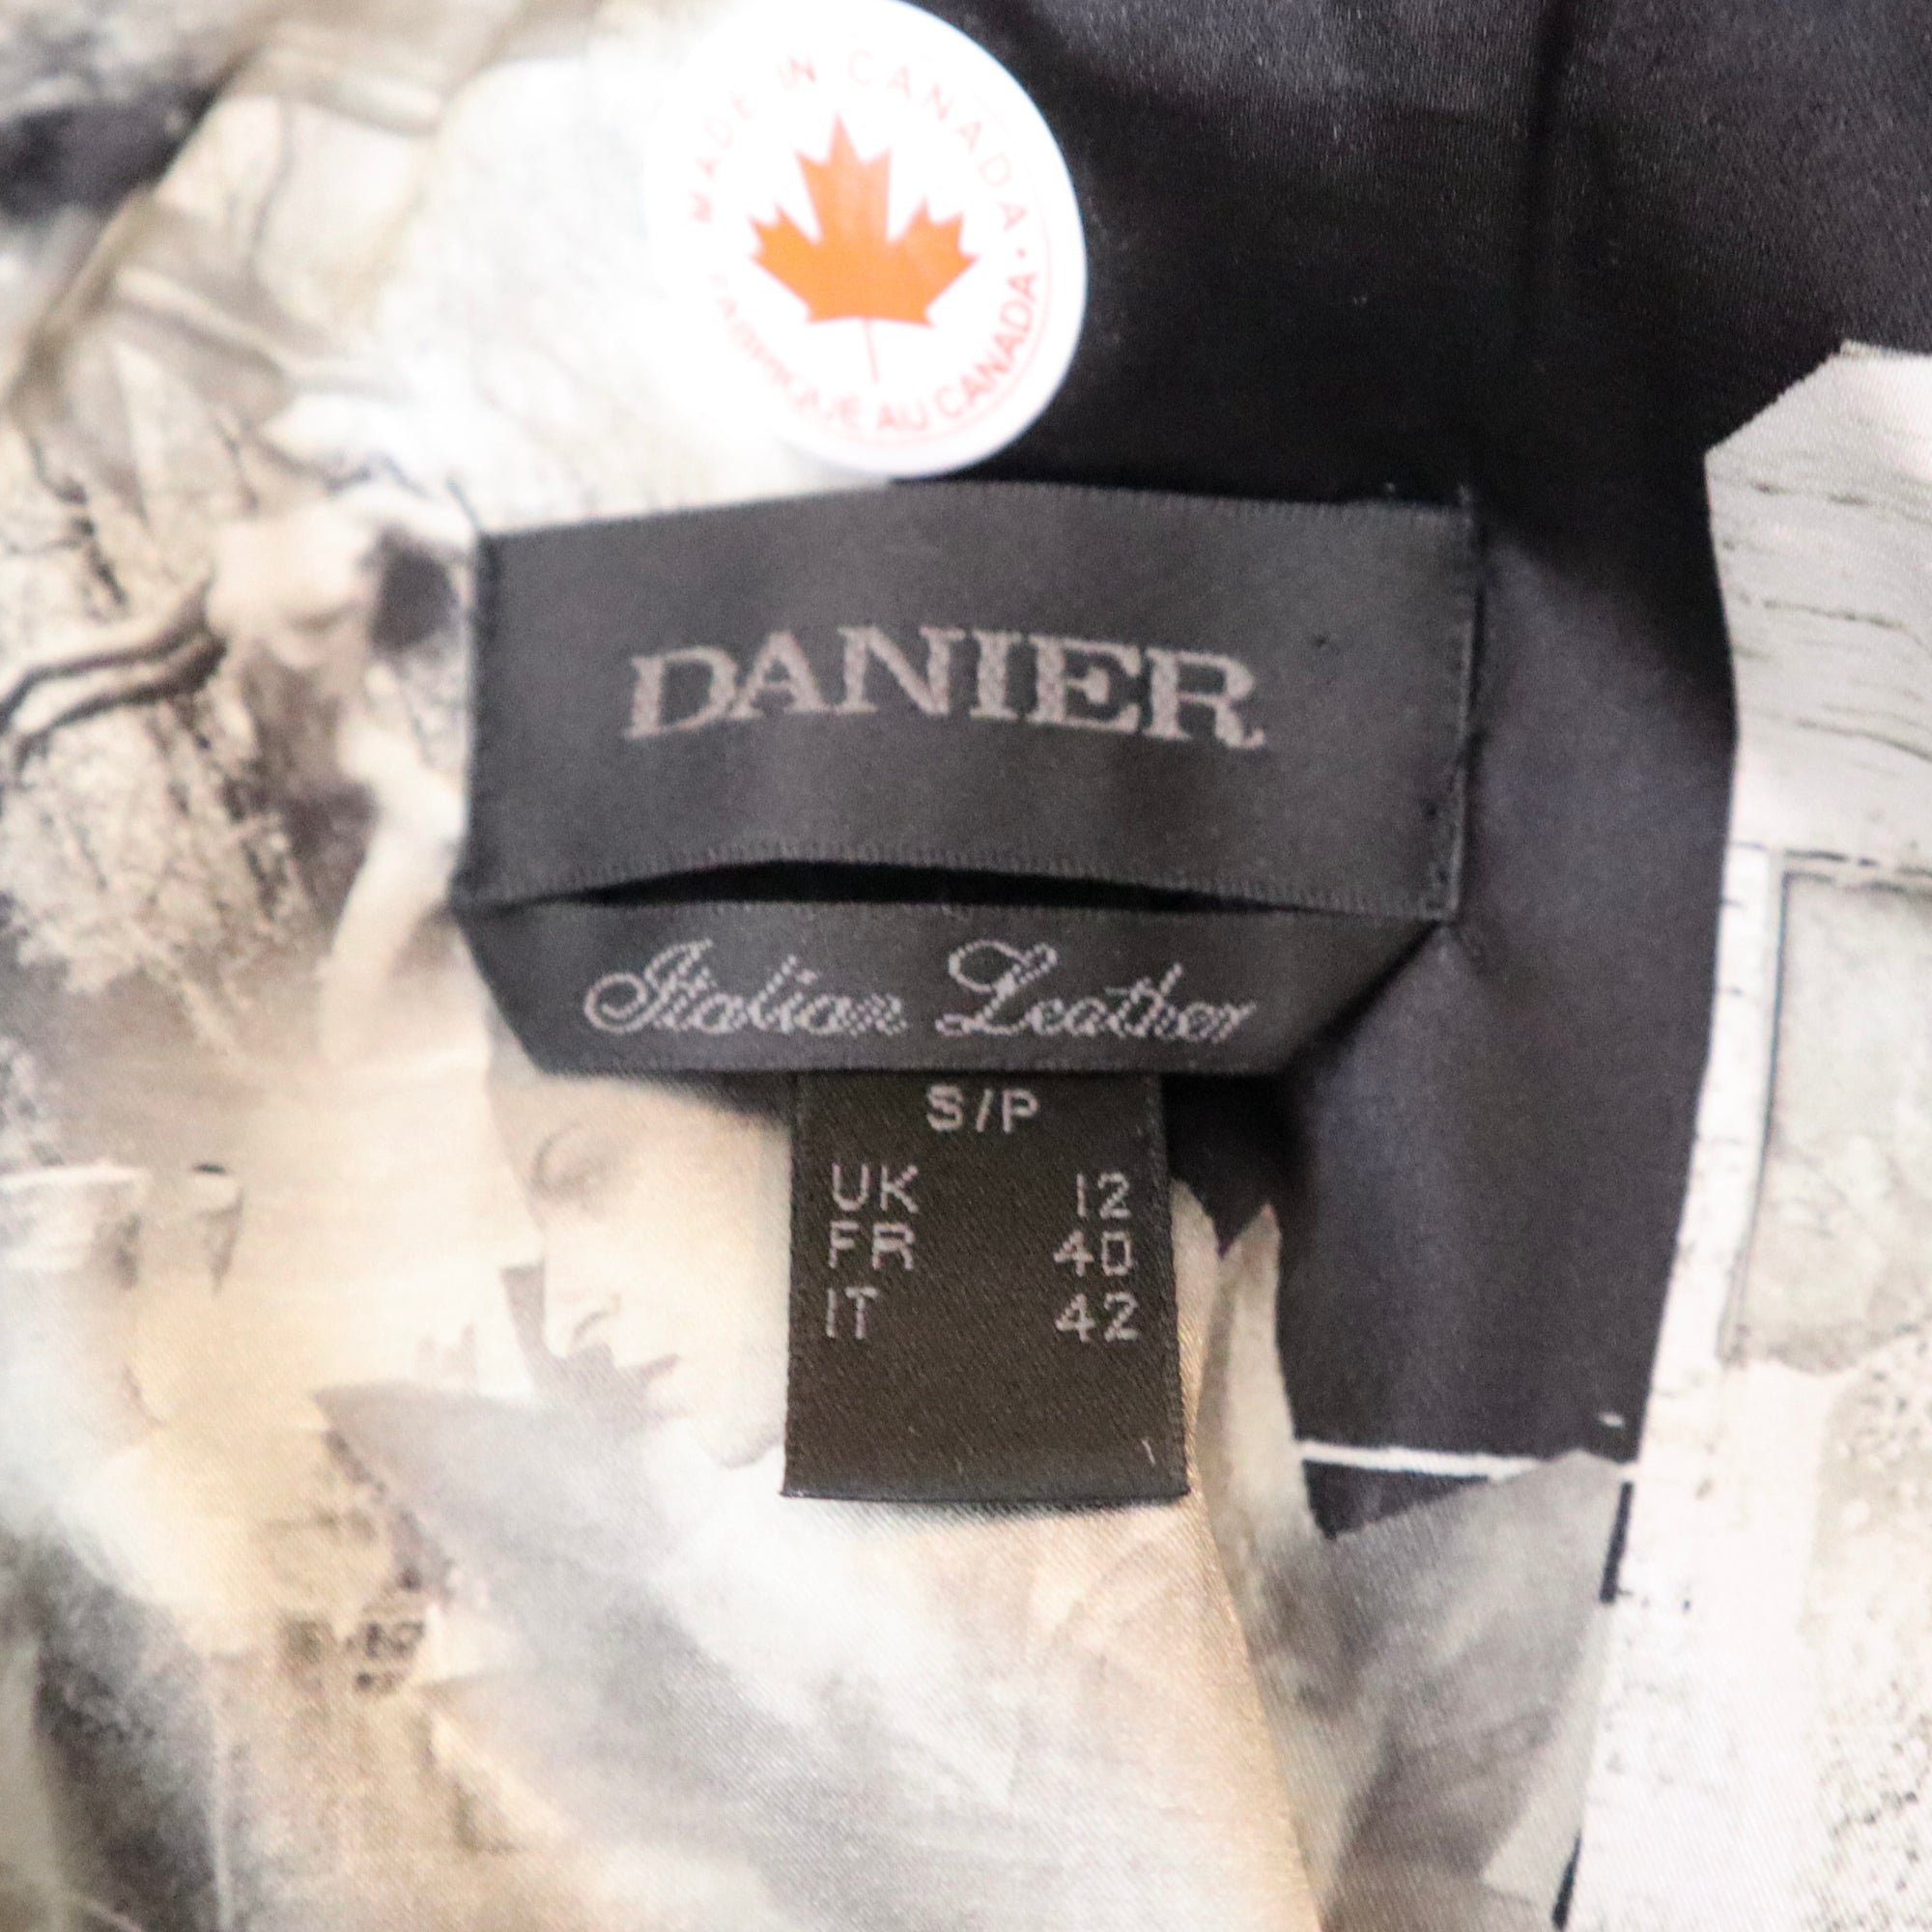 MADE IN CANADA •
FABRIQUÉ AU CANADA
DANIER
Italian Leather
S/P
UK 12
FR 40
IT 42